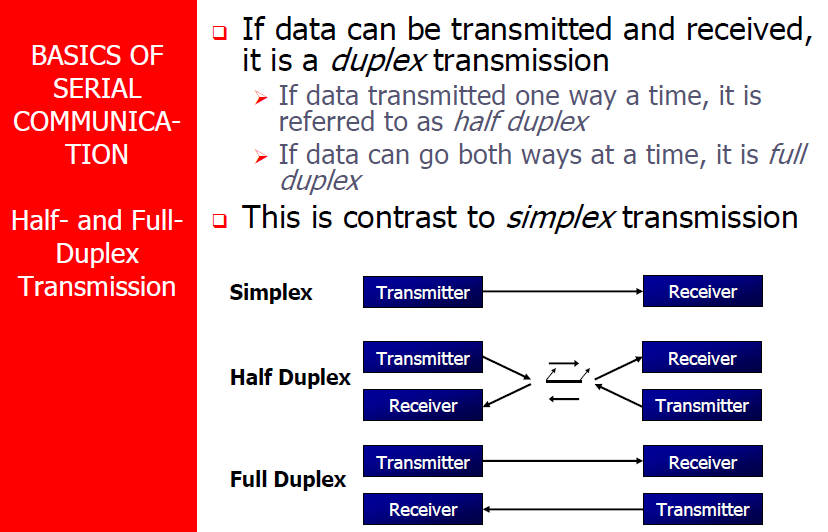 BASICS OF
SERIAL
COMMUNICA-
TION
Half- and Full-
Duplex
Transmission
If data can be transmitted and received,
it is a duplex transmission
If data transmitted one way a time, it is
referred to as half duplex
If data can go both ways at a time, it is full
duplex
This is contrast to simplex transmission
Simplex
Transmitter
Receiver
Half Duplex
Transmitter
Receiver
Receiver
Transmitter
Full Duplex
Transmitter
Receiver
Receiver
Transmitter